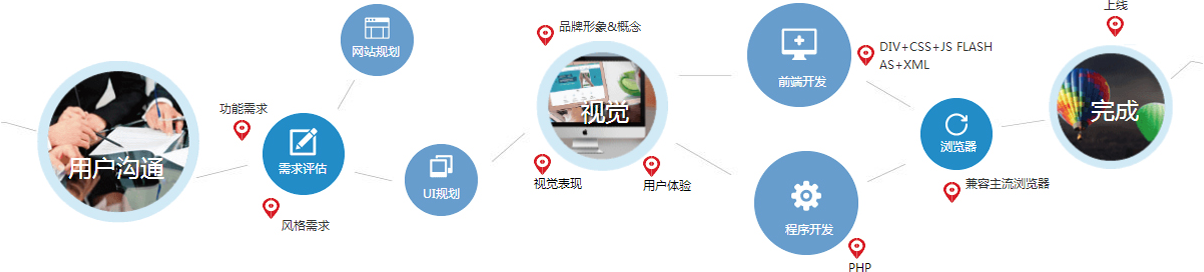 用户沟通
功能需求
需求评估
风格需求
网站规划
UI规划
品牌形象&概念
视觉
视觉表现
用户体验
前端开发
DIV+CSS+JS FLASH
AS+XML
程序开发
PHP
浏览器
兼容主流浏览器
上线
完成